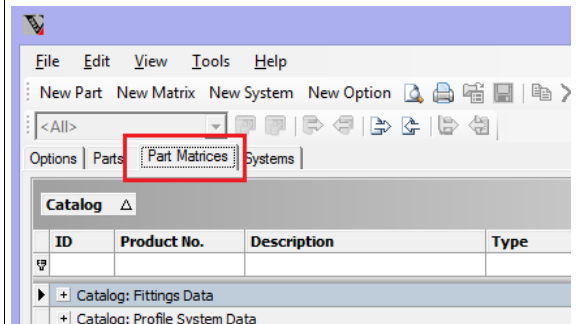 File Edit View Tools Help
New Part New Matrix New System New Option
<All>
Options Parts Part Matrices Systems
Catalog
ID Product No. Description Type
Catalog: Fittings Data
Catalog: Profile System Data